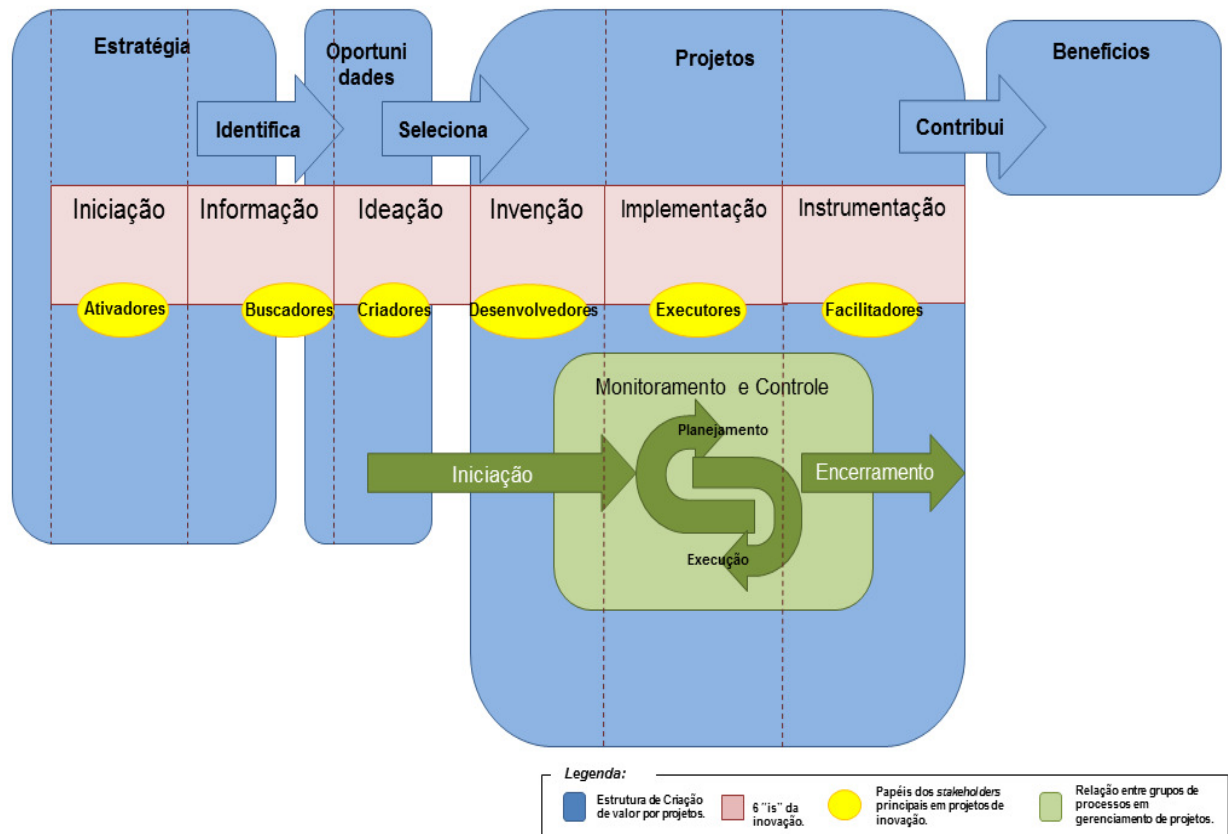 Estratégia
Oportuni
dades
Projetos
Benefícios
Identifica
Seleciona
Contribui
Iniciação
Informação
Ideação
Invenção
Implementação
Instrumentação
Ativadores
Buscadores
Criadores
Desenvolvedores
Executores
Facilitadores
Monitoramento e Controle
Planejamento
Iniciação
Encerramento
Execução
Legenda:
Estrutura de Criação
de valor por projetos.
6 "is" da
inovação.
Papéis dos stakeholders
principais em projetos de
inovação.
Relação entre grupos de
processos em
gerenciamento de projetos.